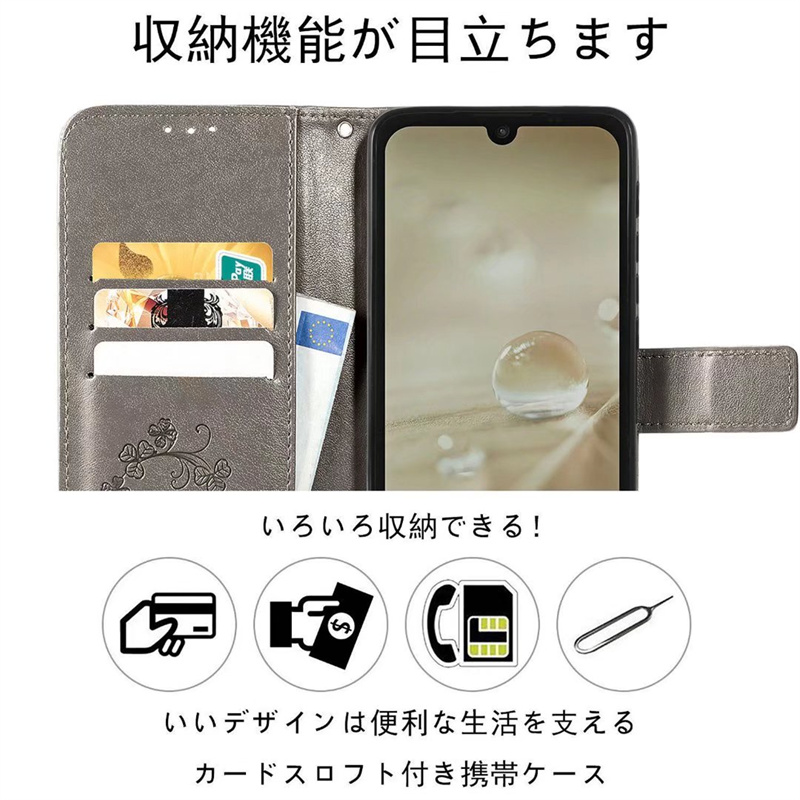 収納機能が目立ちます
Pay
いろいろ収納できる!
$
いいデザインは便利な生活を支える
カードスロフト付き携帯ケース